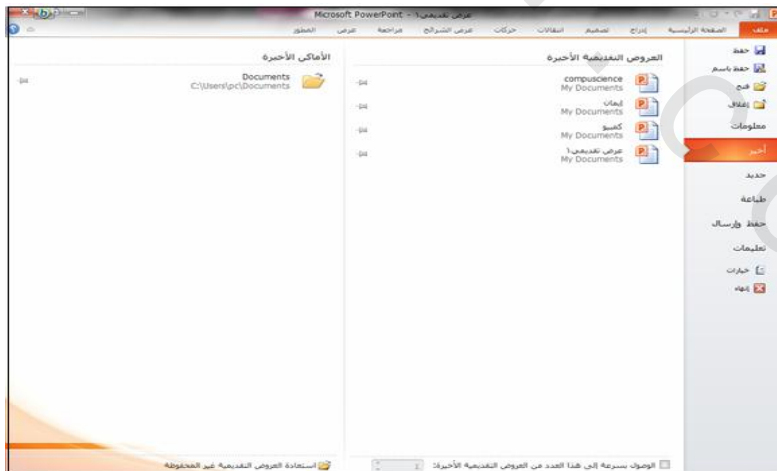 عرض تقديمي١ - Microsoft PowerPoint
ملف
الصفحة الرئيسية
إدراج
تصميم
انتقالات
حركات
عرض الشرائح
مراجعة
عرض
المطور
حفظ
حفظ باسم
فتح
إغلاق
معلومات
أخير
جديد
طباعة
حفظ وإرسال
تعليمات
خيارات
إنهاء
العروض التقديمية الأخيرة
compuscience
My Documents
إيمان
My Documents
كمبيو
My Documents
عرض تقديمي١
My Documents
الوصول بسرعة إلى هذا العدد من العروض التقديمية الأخيرة:
الأماكن الأخيرة
Documents
C:\Users\pc\Documents
استعادة العروض التقديمية غير المحفوظة